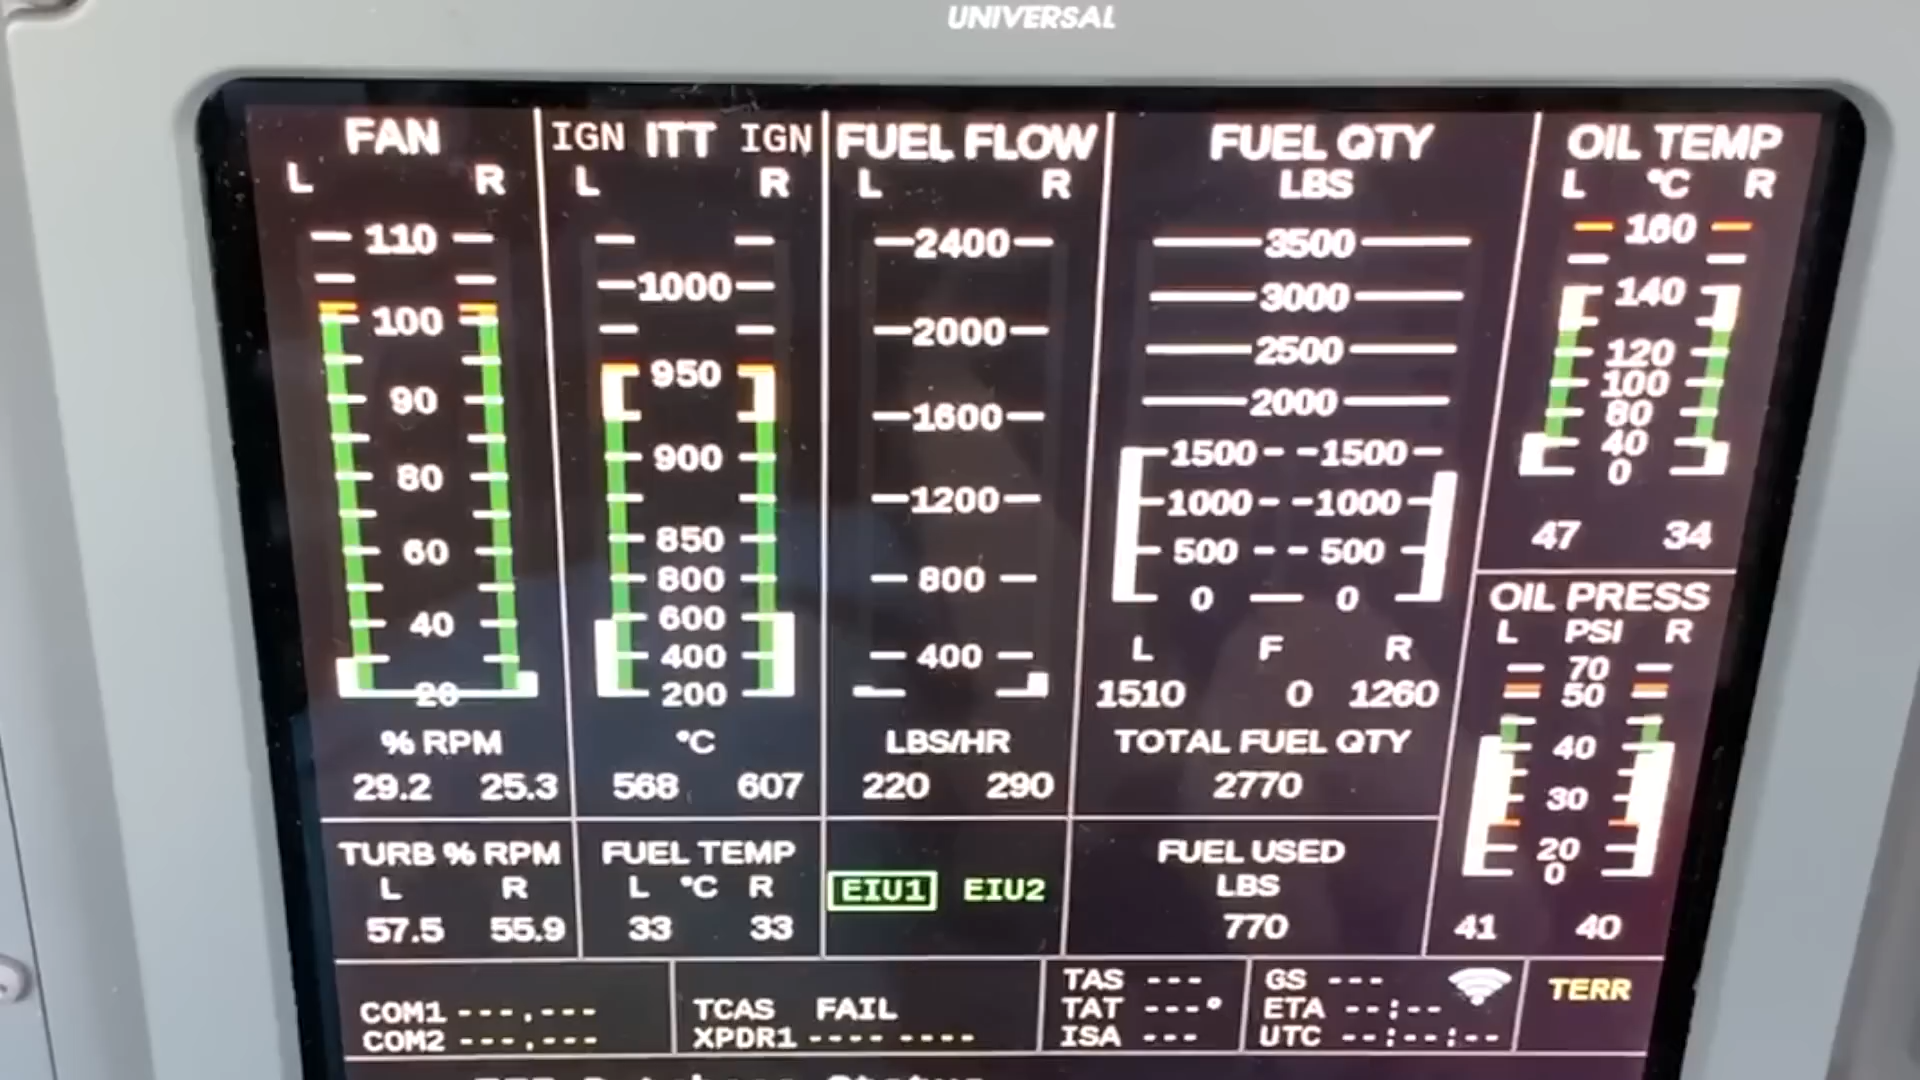 UNIVERSAL
FAN
L R
110
100
90
80
60
40
20
% RPM
29.2 25.3
IGN ITT IGN
L R
1000
950
900
850
800
600
400
200
°C
568 607
FUEL FLOW
L R
2400
2000
1600
1200
800
400
LBS/HR
220 290
FUEL QTY
LBS
3500
3000
2500
2000
1500 1500
1000 1000
500 500
0 0
L F R
1510 0 1260
TOTAL FUEL QTY
2770
OIL TEMP
L °C R
160
140
120
100
80
40
0
47 34
OIL PRESS
L PSI R
70
50
40
30
20
0
41 40
TURB % RPM
L R
57.5 55.9
FUEL TEMP
L °C R
33 33
EIU1 EIU2
FUEL USED
LBS
770
COM1 ---.---
COM2 ---.---
TCAS FAIL
XPDR1 ---- ----
TAS ---
TAT ---°
ISA ---
GS ---
ETA --:--
UTC --:--:--
TERR